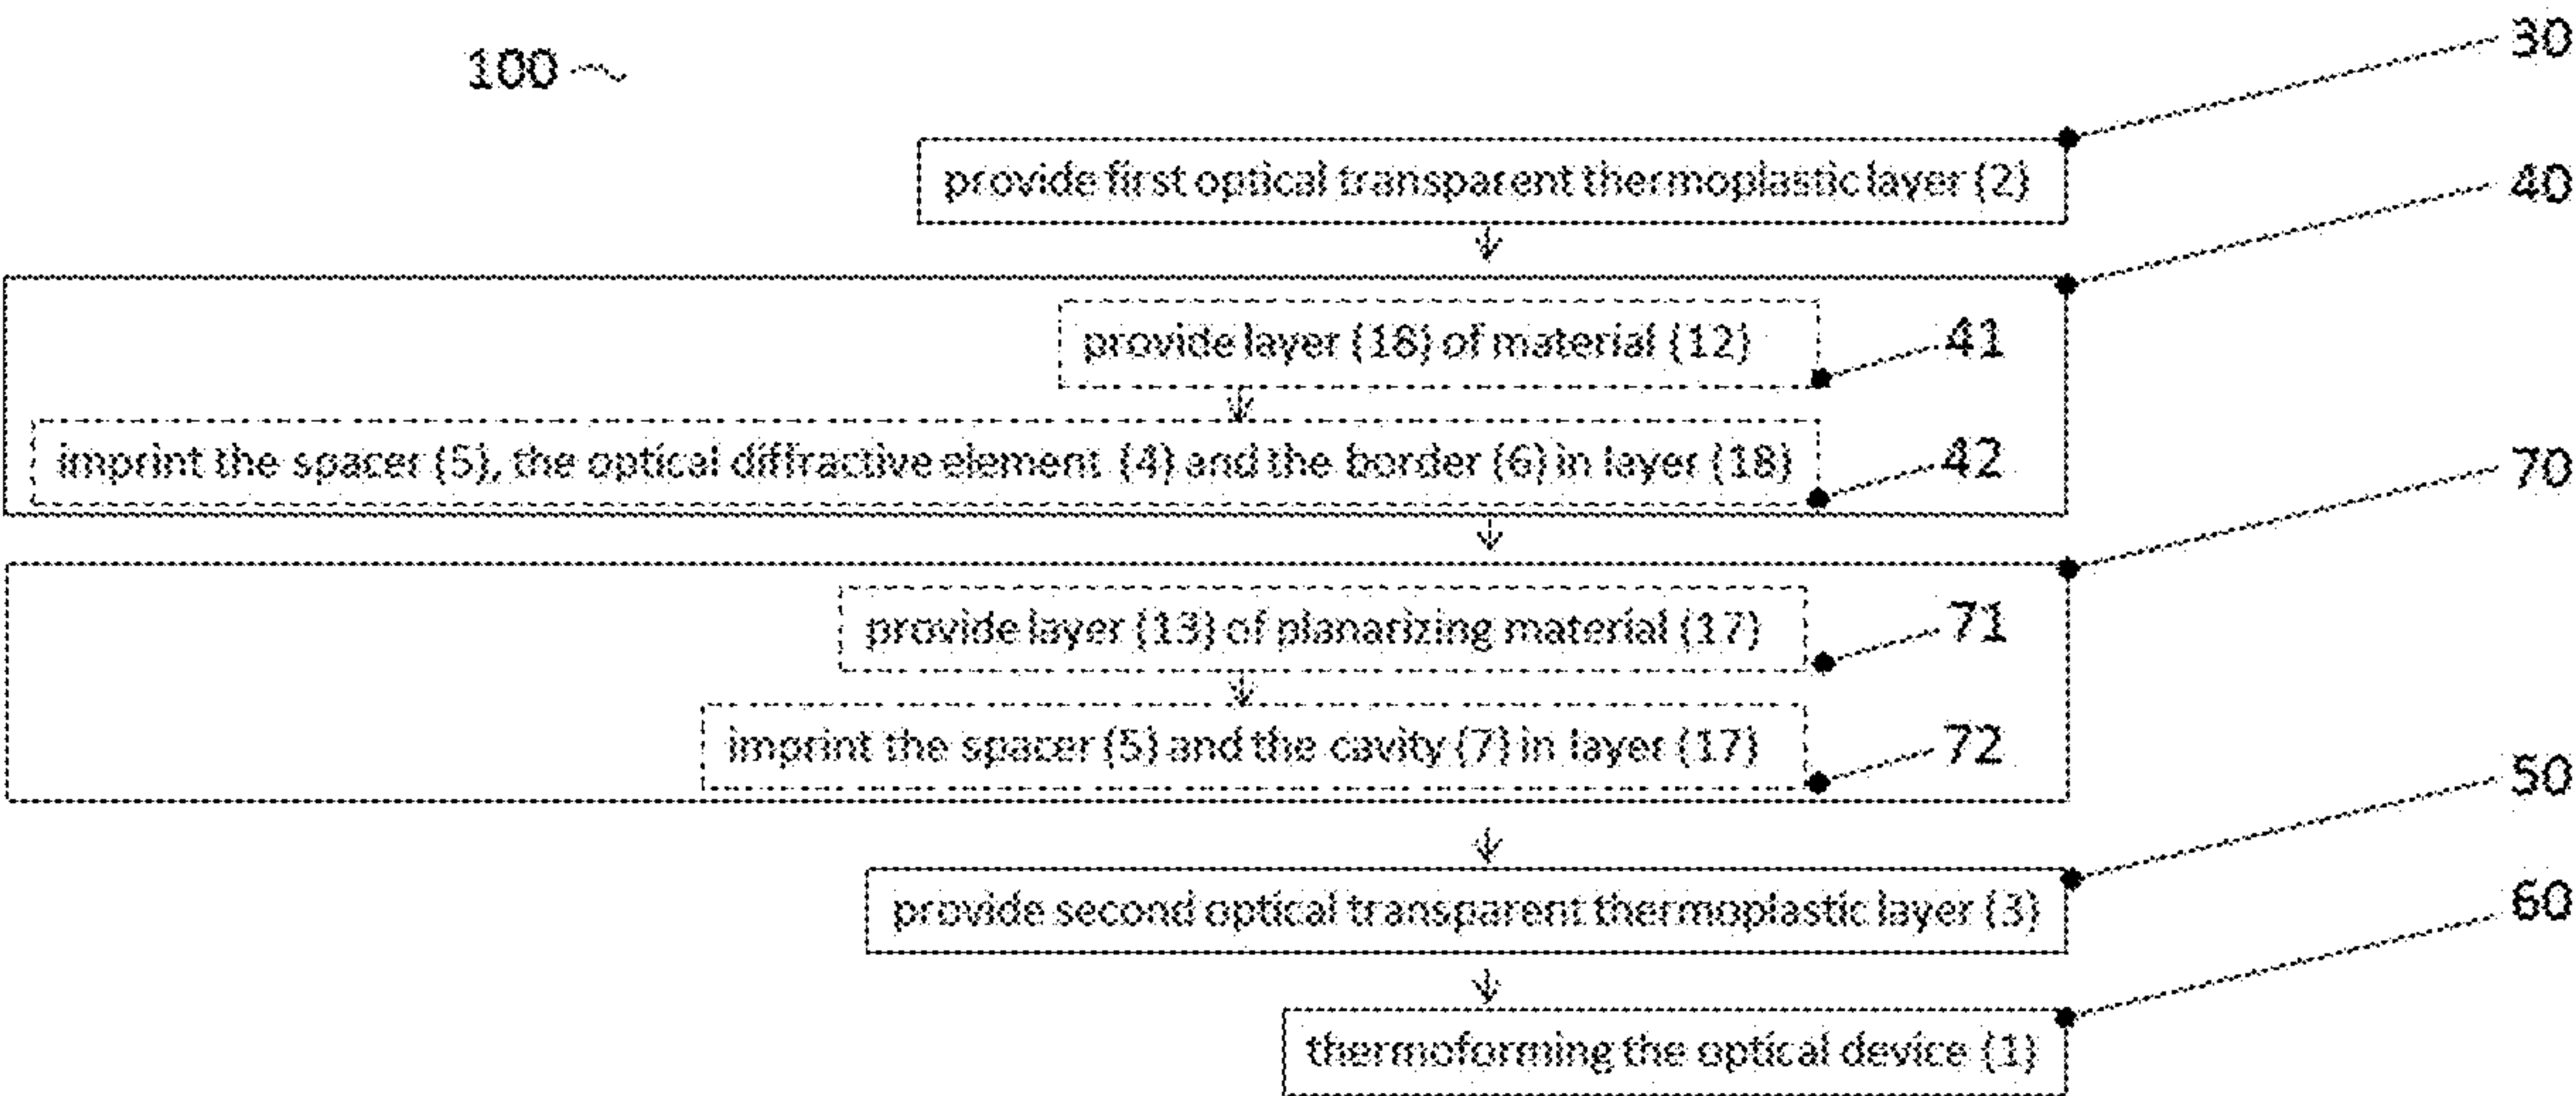 30
100
provide first optical transparent thermoplastic layer (2)
40
provide layer (18) of material (12)
41
imprint the spacer (5), the optical diffractive element (4) and the border (6) in layer (18)
42
70
provide layer (13) of planarizing material (17)
71
imprint the spacer (5) and the cavity (7) in layer (17)
72
50
provide second optical transparent thermoplastic layer (3)
60
thermoforming the optical device (1)